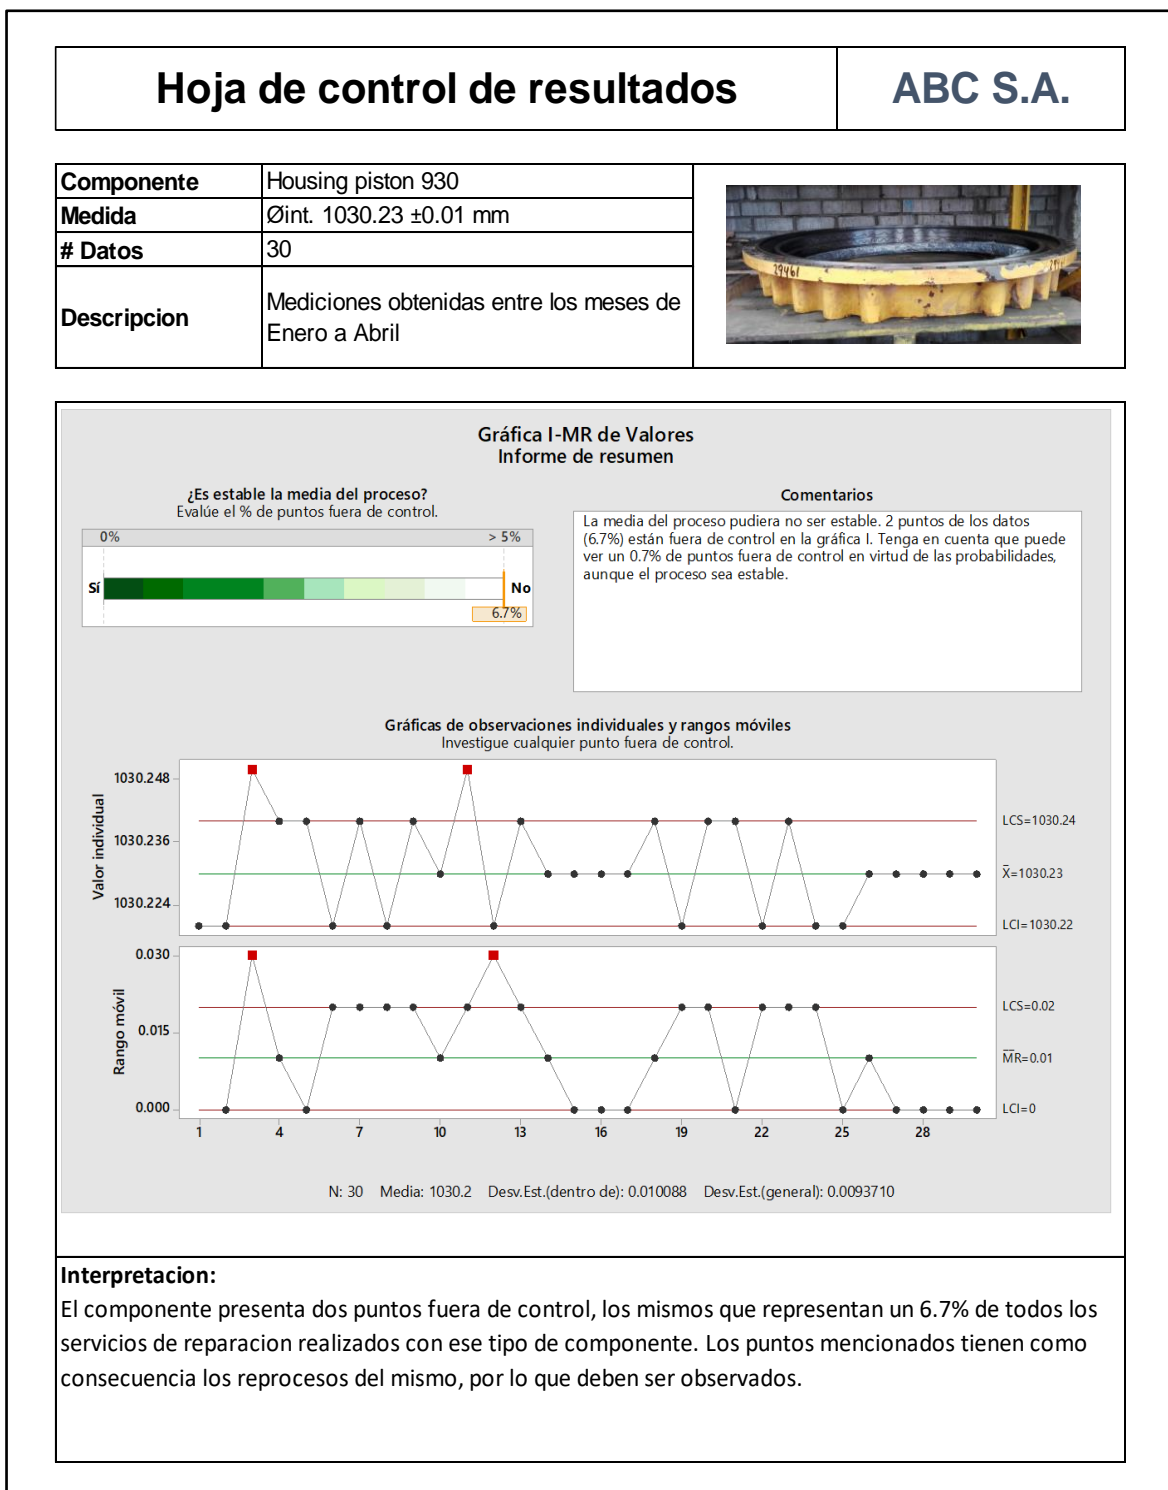 Hoja de control de resultados
ABC S.A.
Componente
Housing piston 930
Medida
Øint. 1030.23 ±0.01 mm
# Datos
30
Descripcion
Mediciones obtenidas entre los meses de
Enero a Abril
29461
Gráfica I-MR de Valores
Informe de resumen
¿Es estable la media del proceso?
Evalúe el % de puntos fuera de control.
0%
> 5%
Sí
No
6.7%
Comentarios
La media del proceso pudiera no ser estable. 2 puntos de los datos
(6.7%) están fuera de control en la gráfica I. Tenga en cuenta que puede
ver un 0.7% de puntos fuera de control en virtud de las probabilidades,
aunque el proceso sea estable.
Gráficas de observaciones individuales y rangos móviles
Investigue cualquier punto fuera de control.
Valor individual
1030.248
1030.236
1030.224
LCS=1030.24
X̄=1030.23
LCI=1030.22
Rango móvil
0.030
0.015
0.000
LCS=0.02
M̄R̄=0.01
LCI=0
1 4 7 10 13 16 19 22 25 28
N: 30 Media: 1030.2 Desv.Est.(dentro de): 0.010088 Desv.Est.(general): 0.0093710
Interpretacion:
El componente presenta dos puntos fuera de control, los mismos que representan un 6.7% de todos los
servicios de reparacion realizados con ese tipo de componente. Los puntos mencionados tienen como
consecuencia los reprocesos del mismo, por lo que deben ser observados.